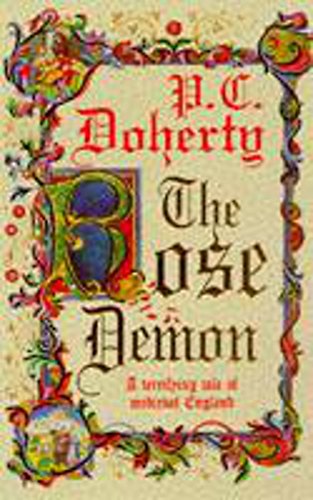 P. C.
Doherty
The
Rose
Demon
A terrifying tale of
medieval England